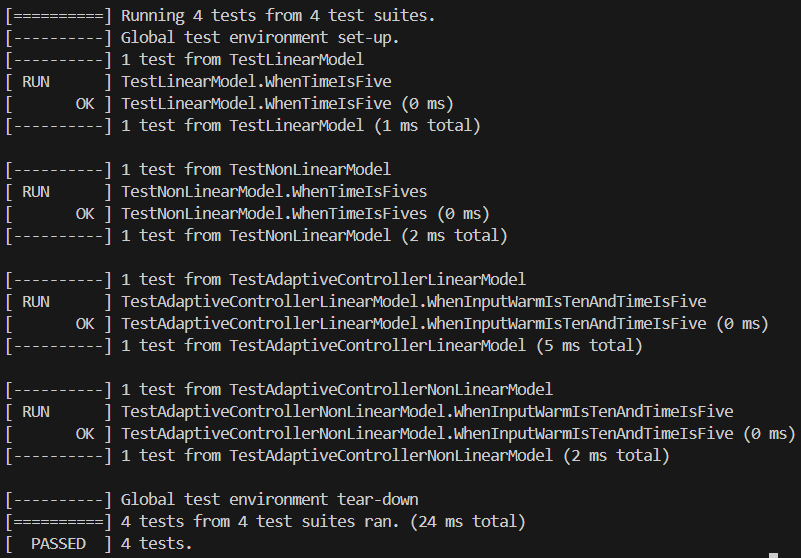 [==========] Running 4 tests from 4 test suites.
[----------] Global test environment set-up.
[----------] 1 test from TestLinearModel
[ RUN      ] TestLinearModel.WhenTimeIsFive
[       OK ] TestLinearModel.WhenTimeIsFive (0 ms)
[----------] 1 test from TestLinearModel (1 ms total)

[----------] 1 test from TestNonLinearModel
[ RUN      ] TestNonLinearModel.WhenTimeIsFives
[       OK ] TestNonLinearModel.WhenTimeIsFives (0 ms)
[----------] 1 test from TestNonLinearModel (2 ms total)

[----------] 1 test from TestAdaptiveControllerLinearModel
[ RUN      ] TestAdaptiveControllerLinearModel.WhenInputWarmIsTenAndTimeIsFive
[       OK ] TestAdaptiveControllerLinearModel.WhenInputWarmIsTenAndTimeIsFive (0 ms)
[----------] 1 test from TestAdaptiveControllerLinearModel (5 ms total)

[----------] 1 test from TestAdaptiveControllerNonLinearModel
[ RUN      ] TestAdaptiveControllerNonLinearModel.WhenInputWarmIsTenAndTimeIsFive
[       OK ] TestAdaptiveControllerNonLinearModel.WhenInputWarmIsTenAndTimeIsFive (0 ms)
[----------] 1 test from TestAdaptiveControllerNonLinearModel (2 ms total)

[----------] Global test environment tear-down
[==========] 4 tests from 4 test suites ran. (24 ms total)
[  PASSED  ] 4 tests.